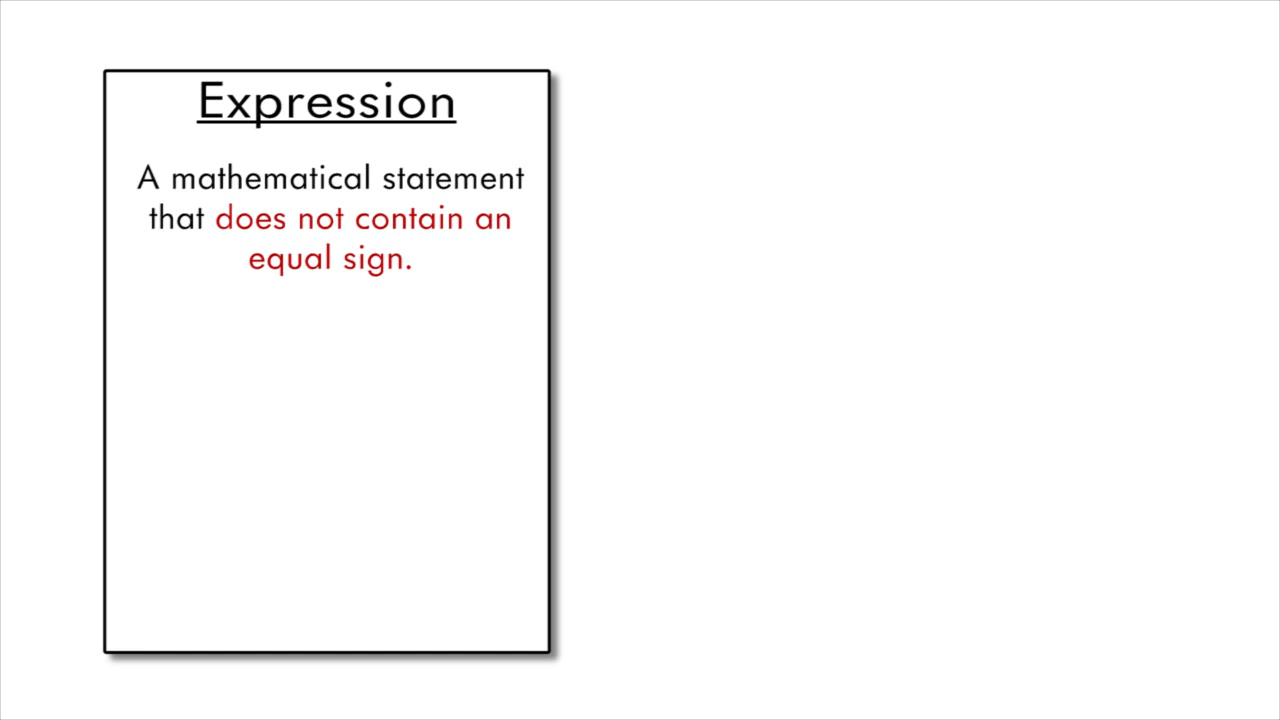 Expression
A mathematical statement
that does not contain an
equal sign.